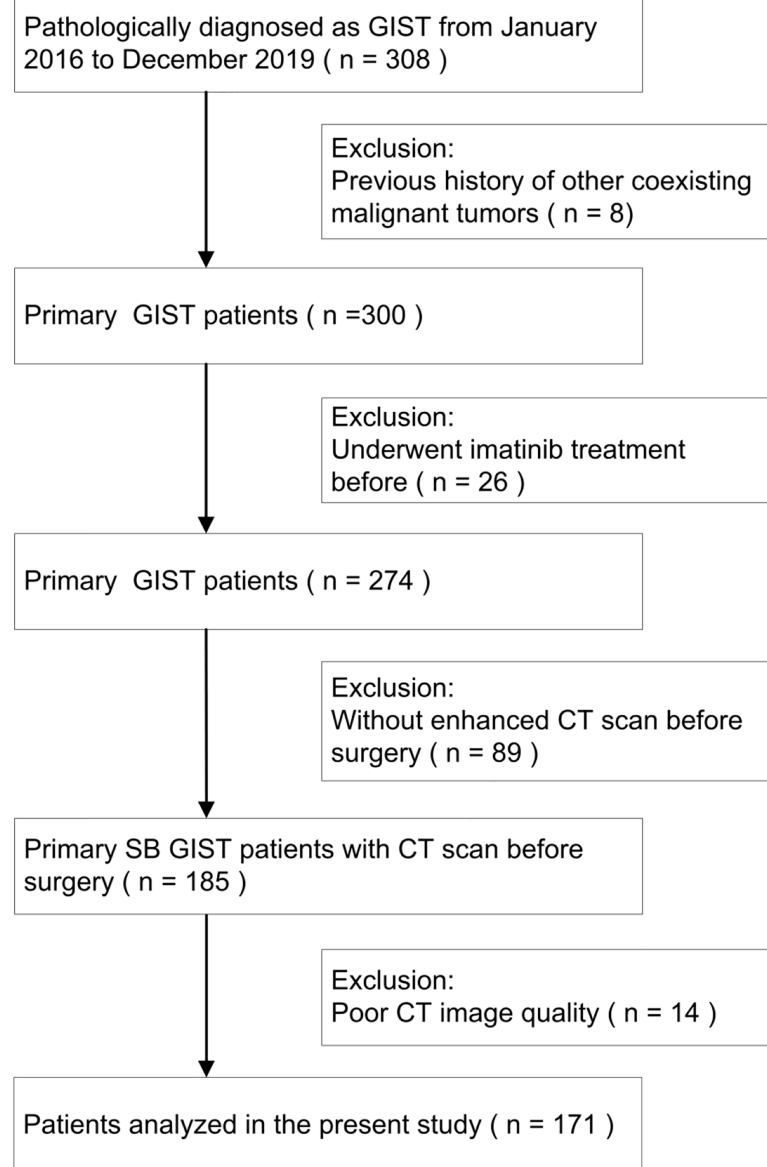 Pathologically diagnosed as GIST from January
2016 to December 2019 ( n = 308 )
Exclusion:
Previous history of other coexisting
malignant tumors ( n = 8)
Primary  GIST patients ( n =300 )
Exclusion:
Underwent imatinib treatment
before ( n = 26 )
Primary  GIST patients ( n = 274 )
Exclusion:
Without enhanced CT scan before
surgery ( n = 89 )
Primary SB GIST patients with CT scan before
surgery ( n = 185 )
Exclusion:
Poor CT image quality ( n = 14 )
Patients analyzed in the present study ( n = 171 )